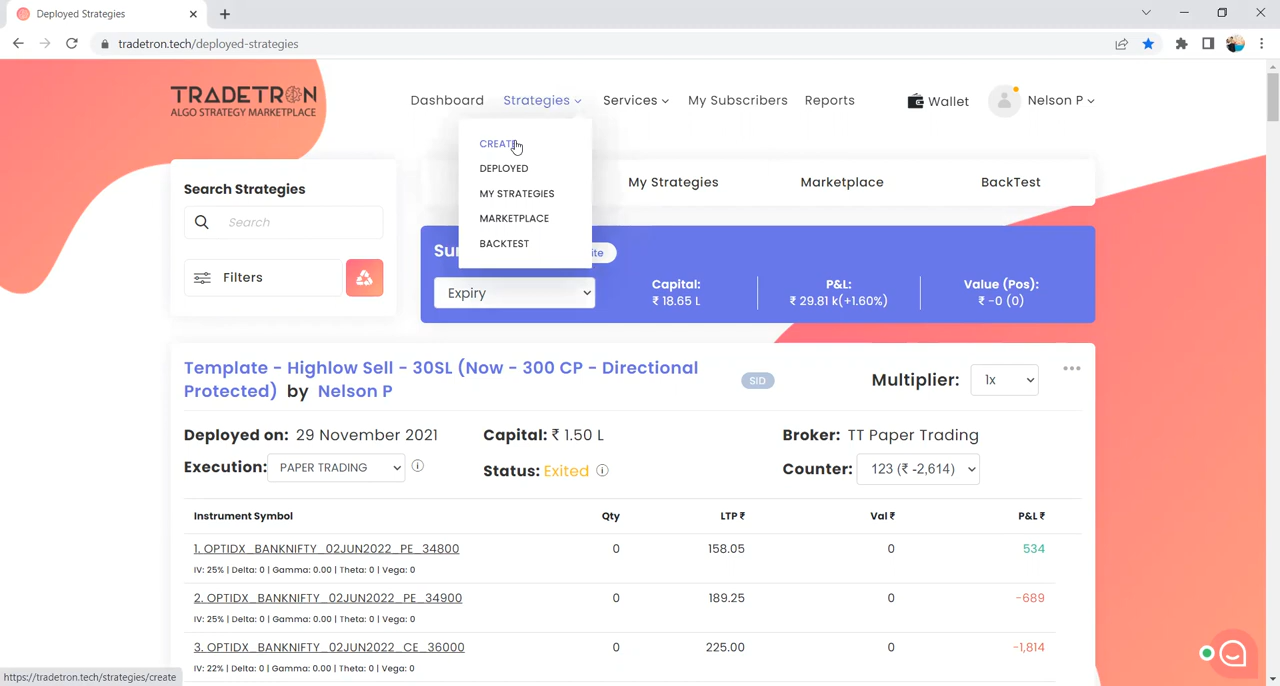 Deployed Strategies
tradetron.tech/deployed-strategies
TRADETRON
ALGO STRATEGY MARKETPLACE
Dashboard Strategies Services My Subscribers Reports Wallet Nelson P
CREATE
DEPLOYED
MY STRATEGIES
MARKETPLACE
BACKTEST
My Strategies Marketplace BackTest
Search Strategies
Search
Filters
Su ite
Expiry
Capital:
₹ 18.65 L
P&L:
₹ 29.81 k(+1.60%)
Value (Pos):
₹ -0 (0)
Template - Highlow Sell - 30SL (Now - 300 CP - Directional
Protected) by Nelson P
SID
Multiplier: 1x
Deployed on: 29 November 2021 Capital: ₹ 1.50 L Broker: TT Paper Trading
Execution: PAPER TRADING Status: Exited Counter: 123 (₹ -2,614)
Instrument Symbol Qty LTP ₹ Val ₹ P&L ₹
1. OPTIDX_BANKNIFTY_02JUN2022_PE_34800 0 158.05 0 534
IV: 25% | Delta: 0 | Gamma: 0.00 | Theta: 0 | Vega: 0
2. OPTIDX_BANKNIFTY_02JUN2022_PE_34900 0 189.25 0 -689
IV: 25% | Delta: 0 | Gamma: 0.00 | Theta: 0 | Vega: 0
3. OPTIDX_BANKNIFTY_02JUN2022_CE_36000 0 225.00 0 -1,814
IV: 22% | Delta: 0 | Gamma: 0.00 | Theta: 0 | Vega: 0
https://tradetron.tech/strategies/create